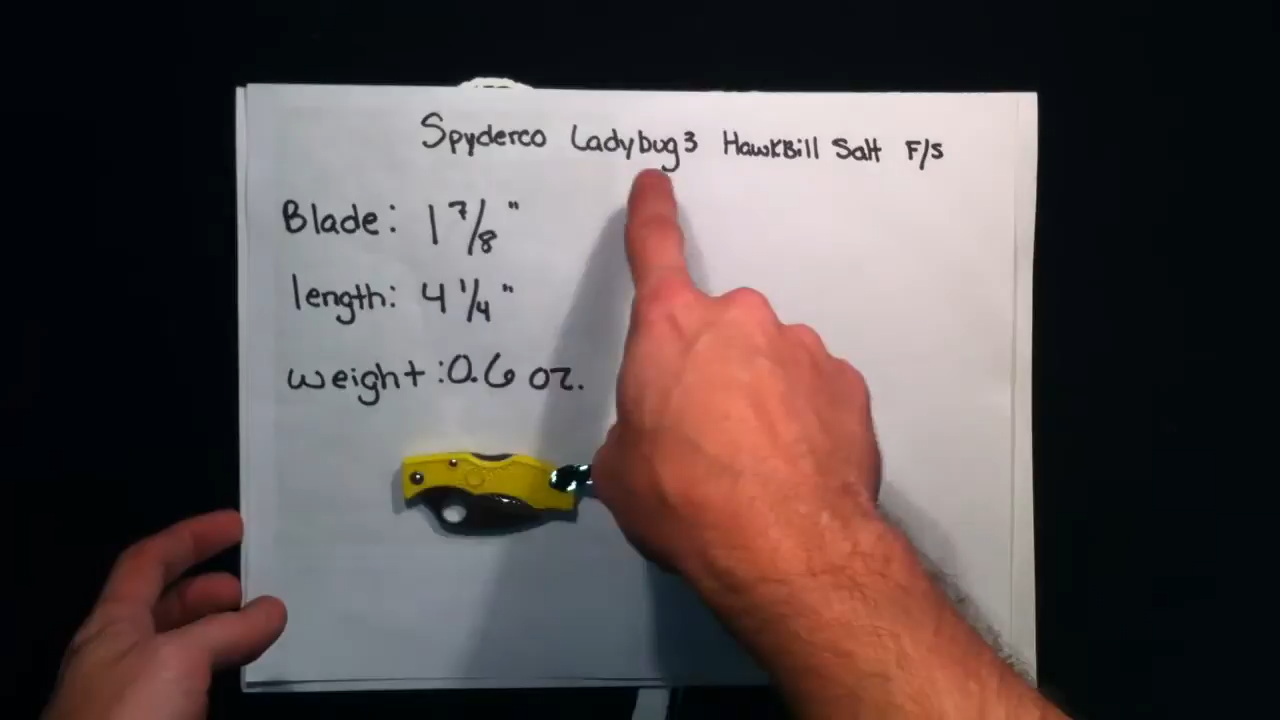 Spyderco Ladybug3 HawkBill Salt F/S
Blade: 1 7/8"
length: 4 1/4"
weight: 0.6 oz.